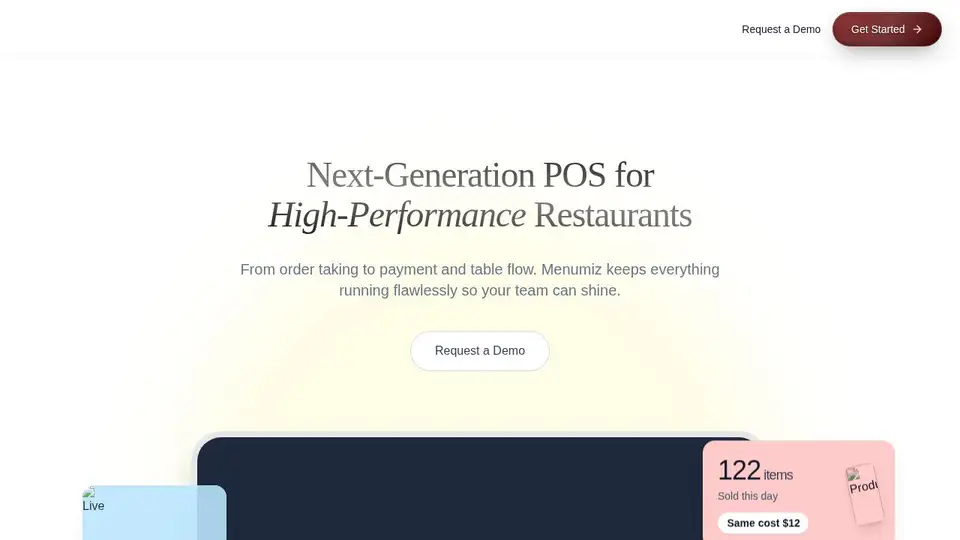 Request a Demo
Get Started
Next-Generation POS for
High-Performance Restaurants
From order taking to payment and table flow. Menumiz keeps everything
running flawlessly so your team can shine.
Request a Demo
122 items
Sold this day
Same cost $12
Live